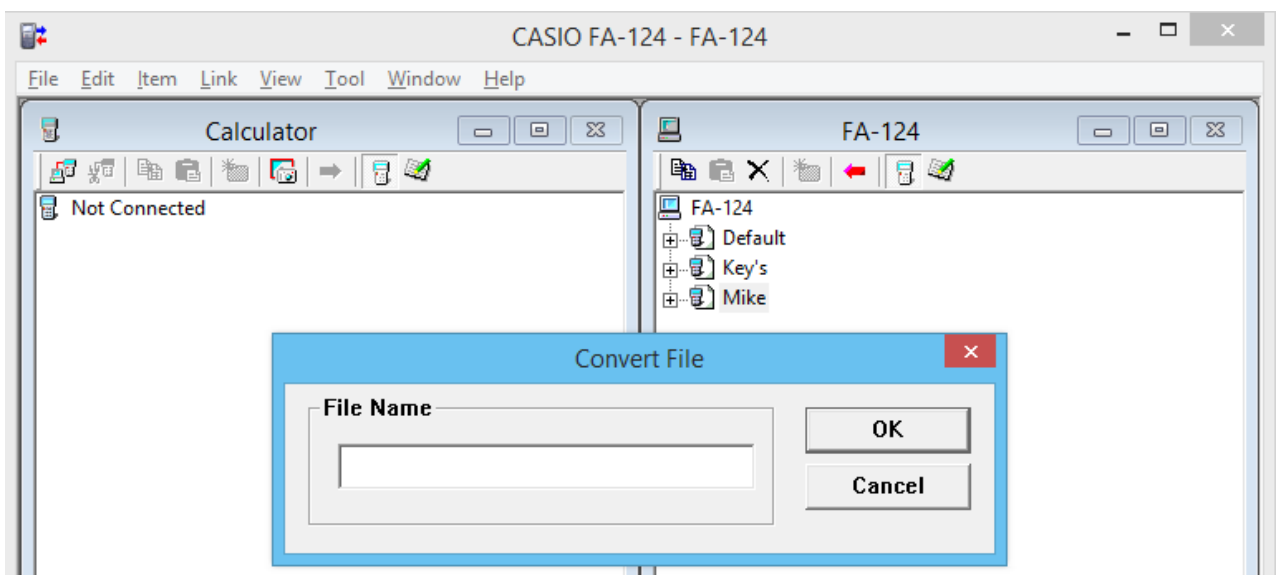 CASIO FA-124 - FA-124
File Edit Item Link View Tool Window Help
Calculator
Not Connected
FA-124
FA-124
Default
Key's
Mike
Convert File
File Name
OK
Cancel